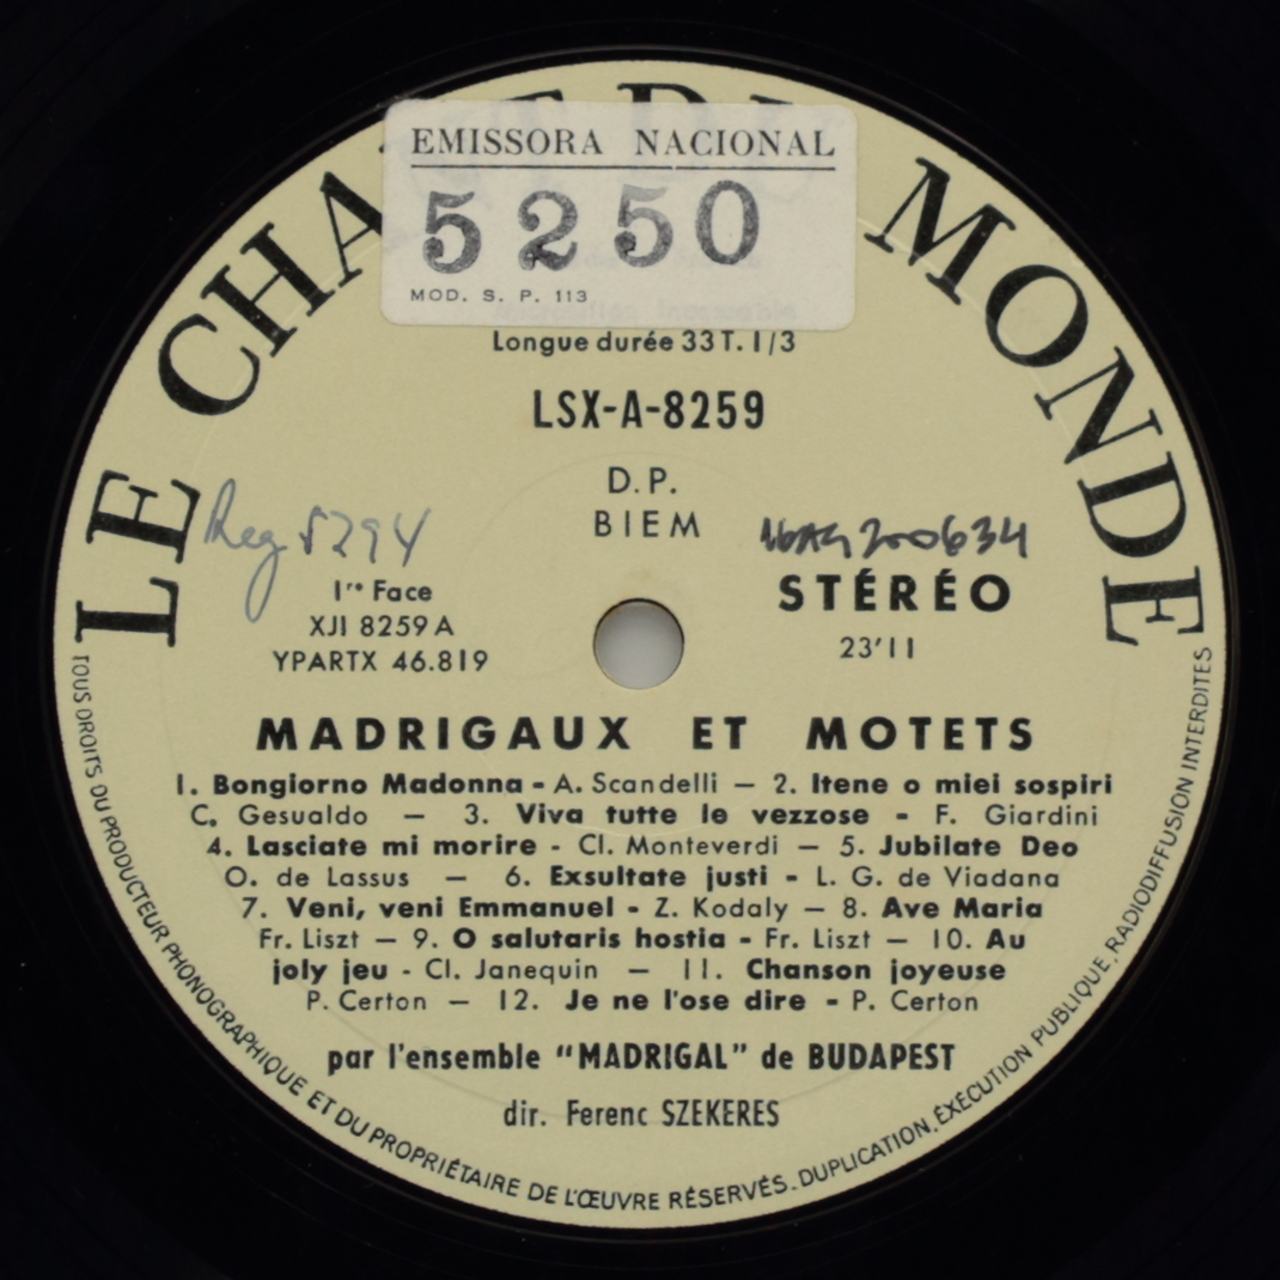 LE CHANT DU MONDE
EMISSORA NACIONAL
5250
MOD. S. P. 113
Longue durée 33 T. 1/3
LSX-A-8259
D.P.
BIEM
Reg 5294
1re Face
XJI 8259 A
YPARTX 46.819
STÉRÉO
23'11
MADRIGAUX ET MOTETS
1. Bongiorno Madonna - A. Scandelli — 2. Itene o miei sospiri
C. Gesualdo — 3. Viva tutte le vezzose - F. Giardini
4. Lasciate mi morire - Cl. Monteverdi — 5. Jubilate Deo
O. de Lassus — 6. Exsultate justi - L. G. de Viadana
7. Veni, veni Emmanuel - Z. Kodaly — 8. Ave Maria
Fr. Liszt — 9. O salutaris hostia - Fr. Liszt — 10. Au
joly jeu - Cl. Janequin — 11. Chanson joyeuse
P. Certon — 12. Je ne l'ose dire - P. Certon
par l'ensemble "MADRIGAL" de BUDAPEST
dir. Ferenc SZEKERES
TOUS DROITS DU PRODUCTEUR PHONOGRAPHIQUE ET DU PROPRIÉTAIRE DE L'ŒUVRE RÉSERVÉS. DUPLICATION, EXÉCUTION PUBLIQUE, RADIODIFFUSION INTERDITES